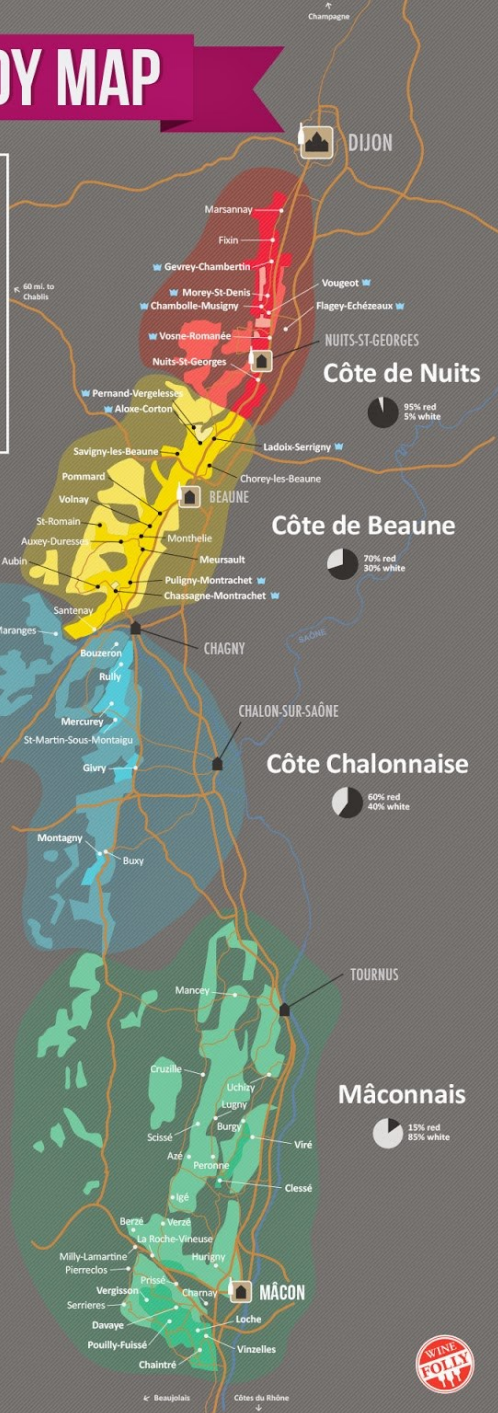 Champagne
DY MAP
DIJON
Marsannay
Fixin
Gevrey-Chambertin
60 mi. to
Chablis
Vougeot
Morey-St-Denis
Chambolle-Musigny
Flagey-Echézeaux
Vosne-Romanée
NUITS-ST-GEORGES
Nuits-St-Georges
Côte de Nuits
95% red
5% white
Pernand-Vergelesses
Aloxe-Corton
Ladoix-Serrigny
Savigny-les-Beaune
Chorey-les-Beaune
Pommard
BEAUNE
Volnay
St-Romain
Côte de Beaune
Auxey-Duresses
Monthelie
70% red
30% white
Aubin
Meursault
Puligny-Montrachet
Chassagne-Montrachet
Santenay
Maranges
SAÔNE
CHAGNY
Bouzeron
Rully
CHALON-SUR-SAÔNE
Mercurey
St-Martin-Sous-Montaigu
Givry
Côte Chalonnaise
60% red
40% white
Montagny
Buxy
TOURNUS
Mancey
Cruzille
Uchizy
Lugny
Mâconnais
Burgy
15% red
85% white
Scissé
Viré
Azé
Peronne
Clessé
Igé
Berzé
Verzé
La Roche-Vineuse
Milly-Lamartine
Hurigny
Pierreclos
Prissé
Vergisson
Charnay
MÂCON
Serrieres
Davaye
Loche
Pouilly-Fuissé
Vinzelles
Chaintré
WINE
FOLLY
Beaujolais
Côtes du Rhône